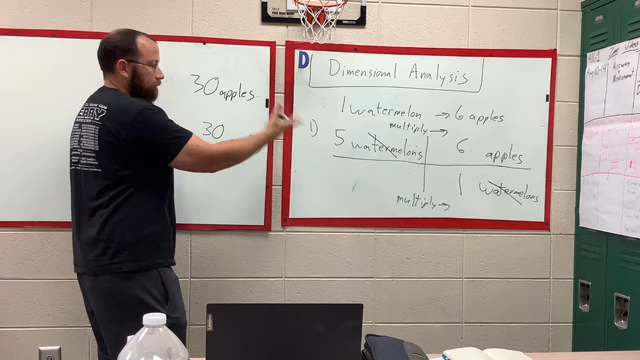 30 apples
30
D
Dimensional Analysis
1 watermelon → 6 apples
multiply →
1) 5 watermelons 6 apples
1 watermelons
multiply →